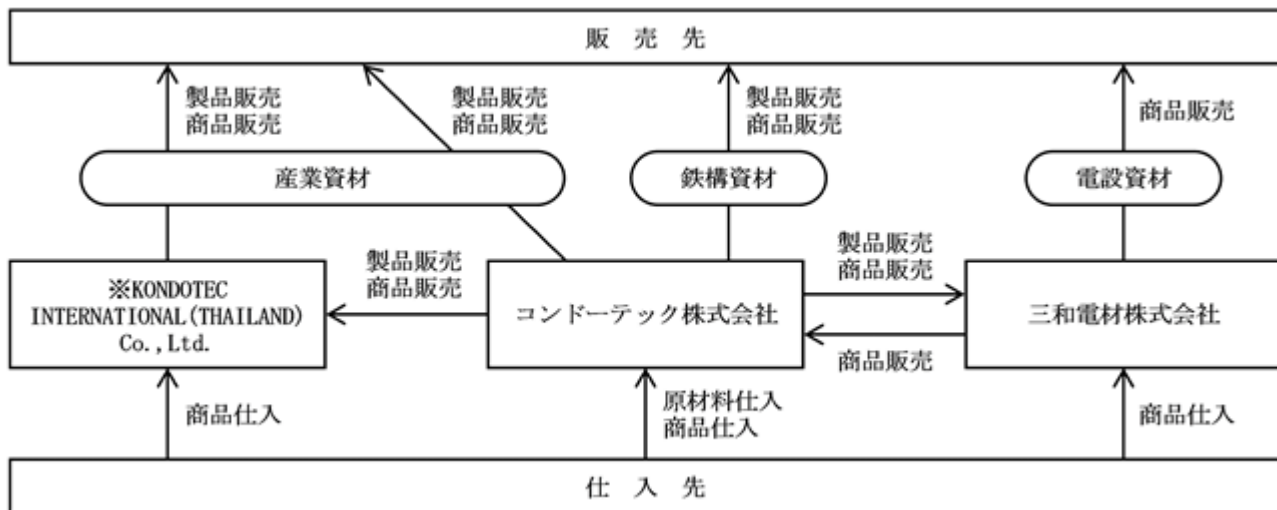 販 売 先
製品販売
商品販売
製品販売
商品販売
製品販売
商品販売
商品販売
産業資材
鉄構資材
電設資材
製品販売
商品販売
製品販売
商品販売
※KONDOTEC
INTERNATIONAL(THAILAND)
Co.,Ltd.
コンドーテック株式会社
三和電材株式会社
商品販売
商品仕入
原材料仕入
商品仕入
商品仕入
仕 入 先